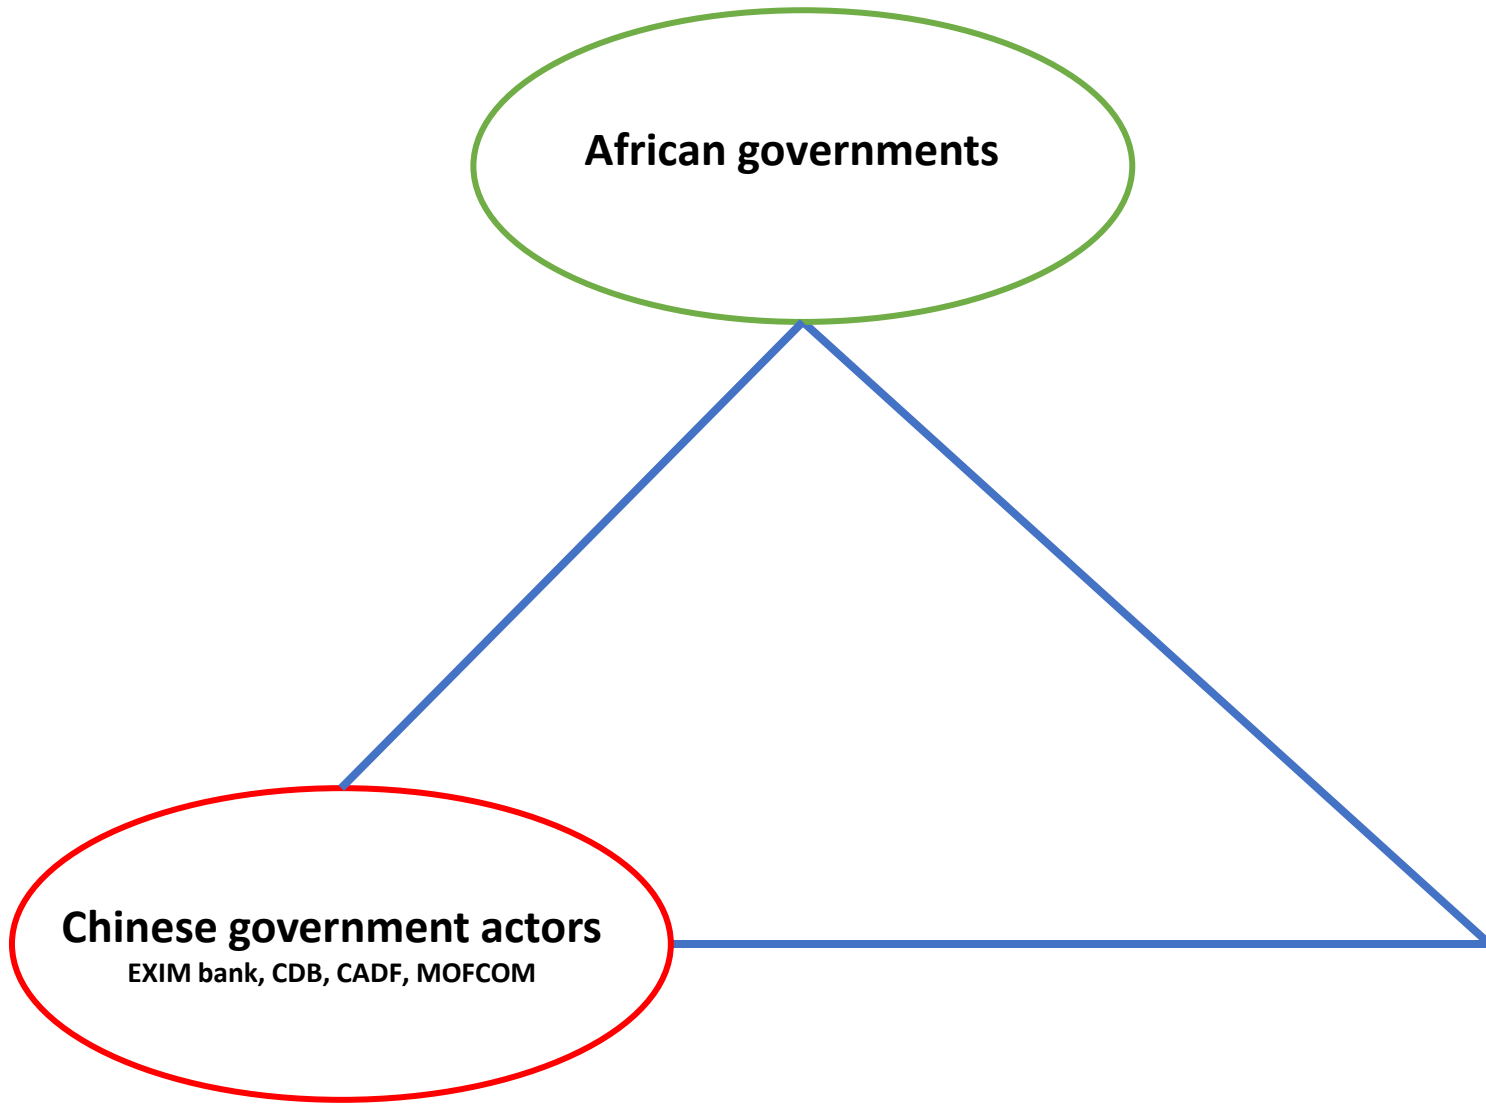 African governments
Chinese government actors
EXIM bank, CDB, CADF, MOFCOM